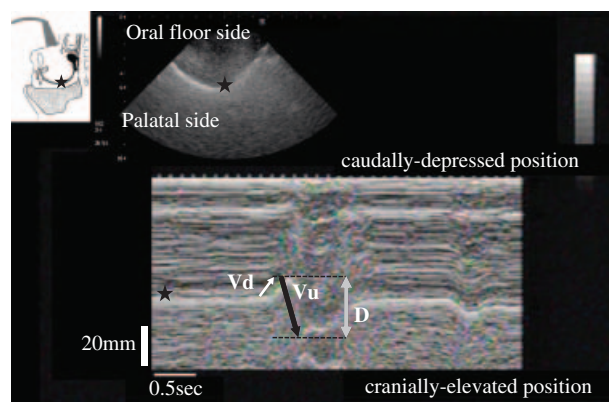 Oral floor side
Palatal side
caudally-depressed position
Vd
Vu
D
20mm
0.5sec
cranially-elevated position